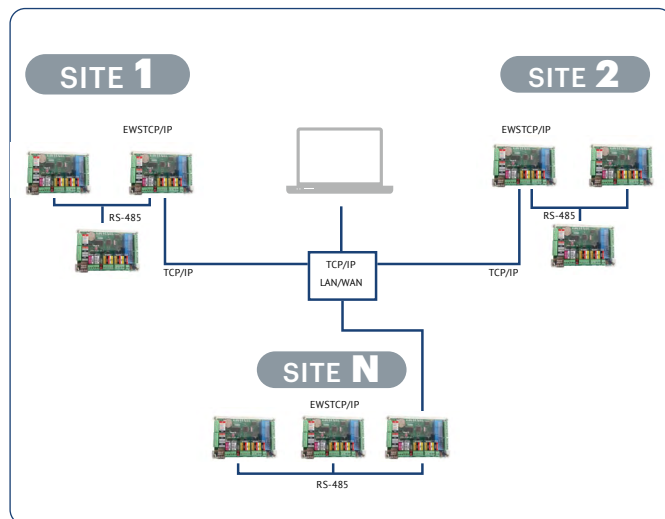 SITE 1
SITE 2
EWSTCP/IP
EWSTCP/IP
RS-485
RS-485
TCP/IP
TCP/IP
LAN/WAN
TCP/IP
SITE N
EWSTCP/IP
RS-485